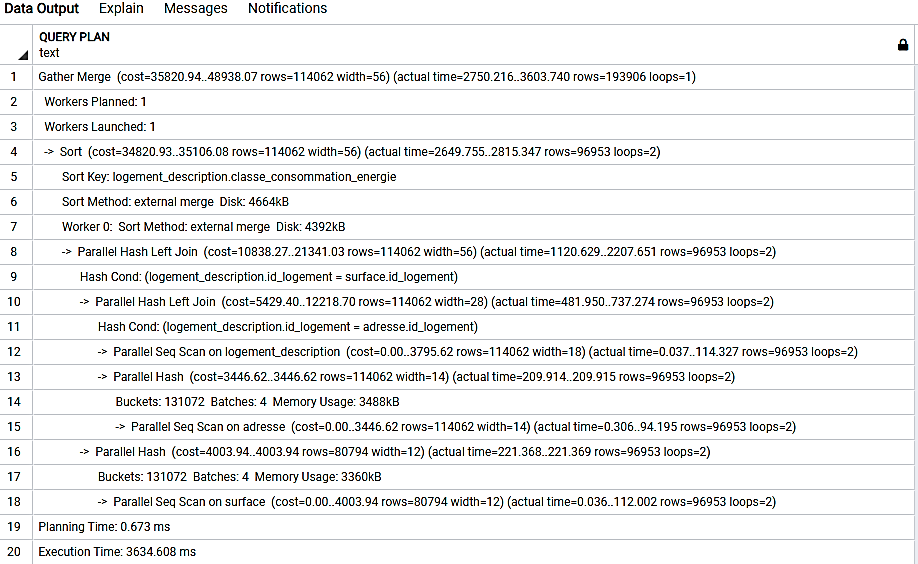 Data Output Explain Messages Notifications
QUERY PLAN
text
1 Gather Merge (cost=35820.94..48938.07 rows=114062 width=56) (actual time=2750.216..3603.740 rows=193906 loops=1)
2 Workers Planned: 1
3 Workers Launched: 1
4 -> Sort (cost=34820.93..35106.08 rows=114062 width=56) (actual time=2649.755..2815.347 rows=96953 loops=2)
5 Sort Key: logement_description.classe_consommation_energie
6 Sort Method: external merge Disk: 4664kB
7 Worker 0: Sort Method: external merge Disk: 4392kB
8 -> Parallel Hash Left Join (cost=10838.27..21341.03 rows=114062 width=56) (actual time=1120.629..2207.651 rows=96953 loops=2)
9 Hash Cond: (logement_description.id_logement = surface.id_logement)
10 -> Parallel Hash Left Join (cost=5429.40..12218.70 rows=114062 width=28) (actual time=481.950..737.274 rows=96953 loops=2)
11 Hash Cond: (logement_description.id_logement = adresse.id_logement)
12 -> Parallel Seq Scan on logement_description (cost=0.00..3795.62 rows=114062 width=18) (actual time=0.037..114.327 rows=96953 loops=2)
13 -> Parallel Hash (cost=3446.62..3446.62 rows=114062 width=14) (actual time=209.914..209.915 rows=96953 loops=2)
14 Buckets: 131072 Batches: 4 Memory Usage: 3488kB
15 -> Parallel Seq Scan on adresse (cost=0.00..3446.62 rows=114062 width=14) (actual time=0.306..94.195 rows=96953 loops=2)
16 -> Parallel Hash (cost=4003.94..4003.94 rows=80794 width=12) (actual time=221.368..221.369 rows=96953 loops=2)
17 Buckets: 131072 Batches: 4 Memory Usage: 3360kB
18 -> Parallel Seq Scan on surface (cost=0.00..4003.94 rows=80794 width=12) (actual time=0.036..112.002 rows=96953 loops=2)
19 Planning Time: 0.673 ms
20 Execution Time: 3634.608 ms